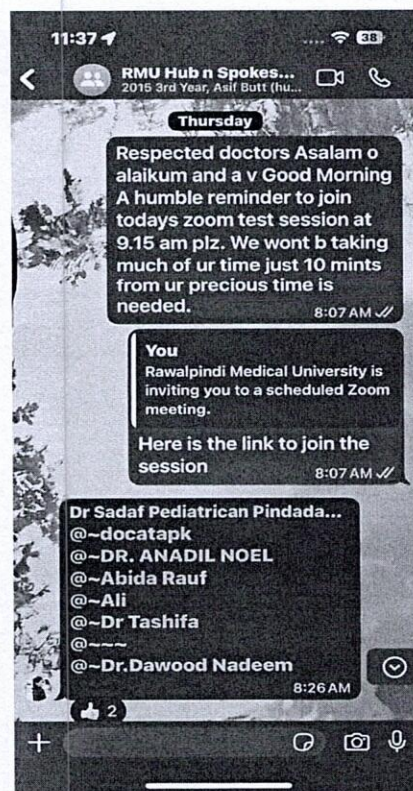 11:37
38
RMU Hub n Spokes...
2015 3rd Year, Asif Butt (hu...
Thursday
Respected doctors Asalam o
alaikum and a v Good Morning
A humble reminder to join
todays zoom test session at
9.15 am plz. We wont b taking
much of ur time just 10 mints
from ur precious time is
needed.
8:07 AM
You
Rawalpindi Medical University is
inviting you to a scheduled Zoom
meeting.
Here is the link to join the
session
8:07 AM
Dr Sadaf Pediatrican Pindada...
@~docatapk
@~DR. ANADIL NOEL
@~Abida Rauf
@~Ali
@~Dr Tashifa
@~~~
@~Dr.Dawood Nadeem
8:26 AM
👍 2